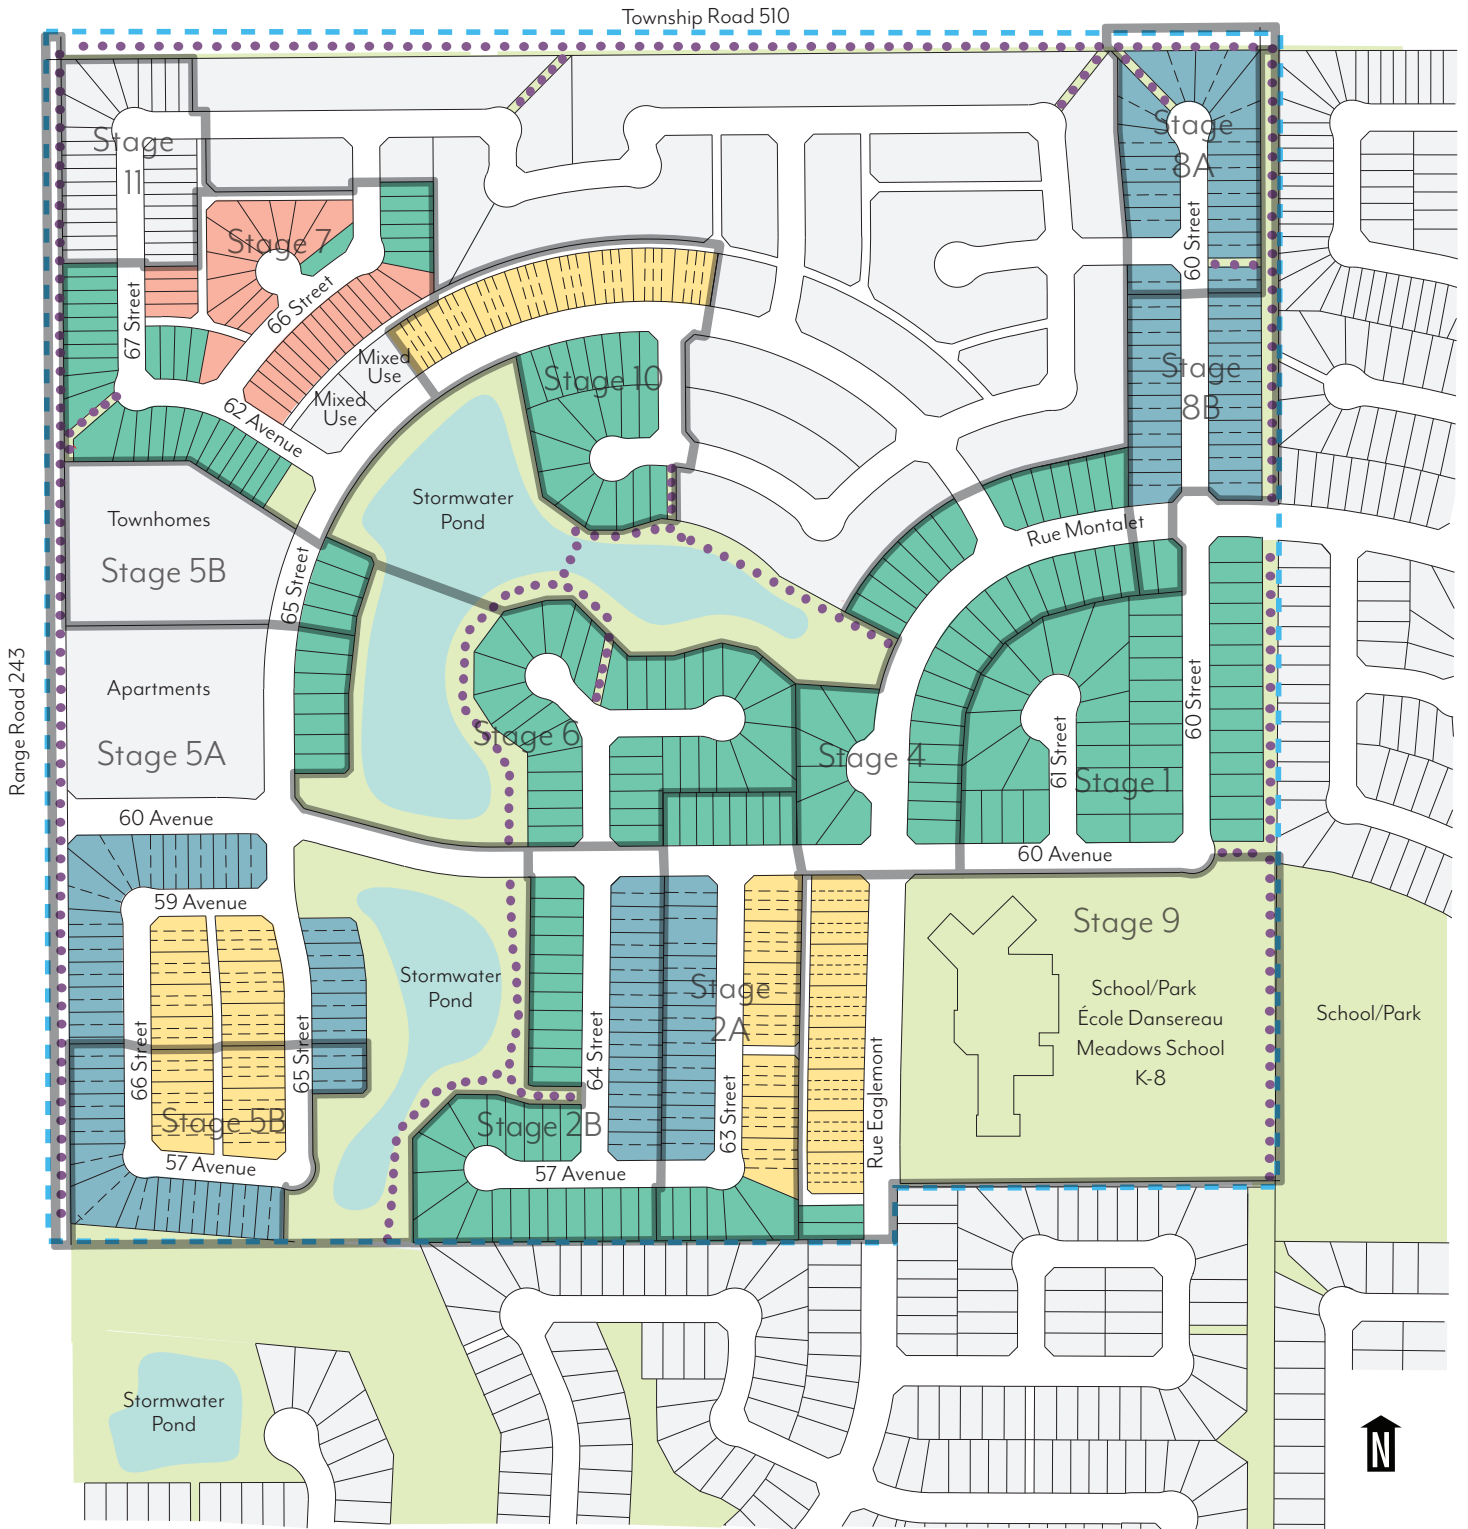 Township Road 510
Stage
11
Stage
8A
60 Street
Stage 7
66 Street
67 Street
Mixed
Use
Mixed
Use
62 Avenue
Stage 10
Stage
8B
Stormwater
Pond
Townhomes
Stage 5B
Rue Montalet
65 Street
Range Road 243
Apartments
Stage 5A
Stage 6
Stage 4
61 Street
Stage 1
60 Street
60 Avenue
60 Avenue
59 Avenue
Stage 9
Stormwater
Pond
Stage
2A
School/Park
École Dansereau
Meadows School
K-8
School/Park
66 Street
65 Street
64 Street
63 Street
Rue Eaglemont
Stage 5B
Stage 2B
57 Avenue
57 Avenue
Stormwater
Pond
N